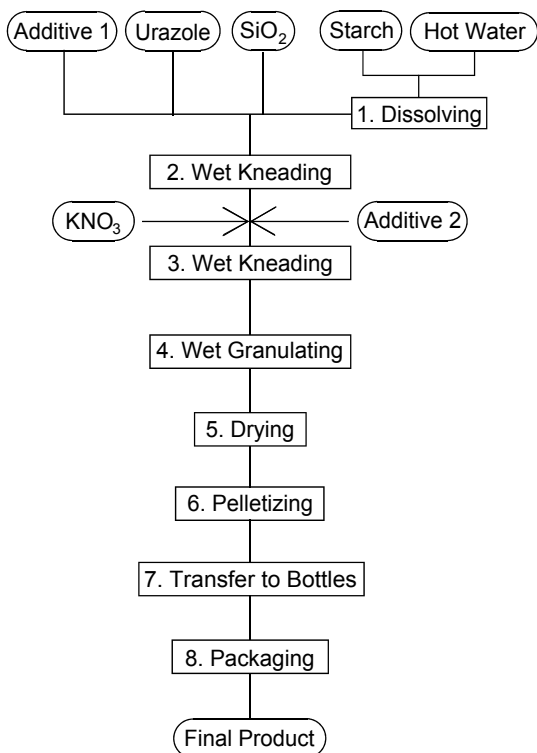 Additive 1
Urazole
SiO₂
Starch
Hot Water
1. Dissolving
2. Wet Kneading
KNO₃
Additive 2
3. Wet Kneading
4. Wet Granulating
5. Drying
6. Pelletizing
7. Transfer to Bottles
8. Packaging
Final Product